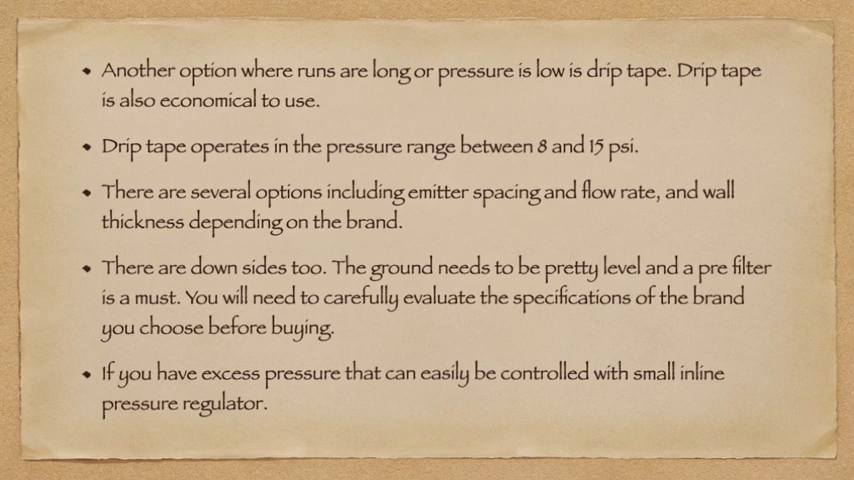 • Another option where runs are long or pressure is low is drip tape. Drip tape
is also economical to use.
• Drip tape operates in the pressure range between 8 and 15 psi.
• There are several options including emitter spacing and flow rate, and wall
thickness depending on the brand.
• There are down sides too. The ground needs to be pretty level and a pre filter
is a must. You will need to carefully evaluate the specifications of the brand
you choose before buying.
• If you have excess pressure that can easily be controlled with small inline
pressure regulator.